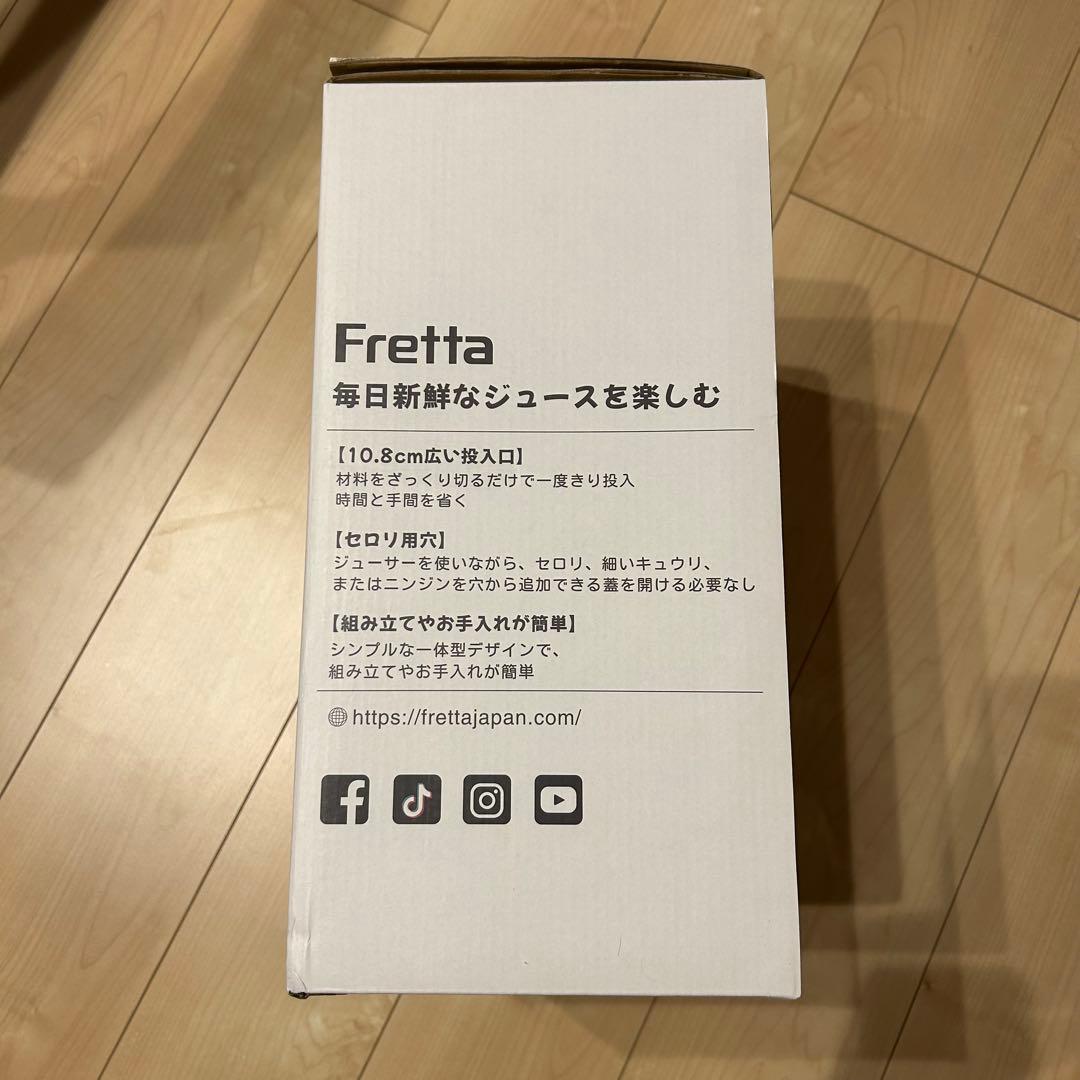 Fretta
毎日新鮮なジュースを楽しむ
【10.8cm広い投入口】
材料をざっくり切るだけで一度きり投入
時間と手間を省く
【セロリ用穴】
ジューサーを使いながら、セロリ、細いキュウリ、
またはニンジンを穴から追加できる蓋を開ける必要なし
【組み立てやお手入れが簡単】
シンプルな一体型デザインで、
組み立てやお手入れが簡単
https://frettajapan.com/